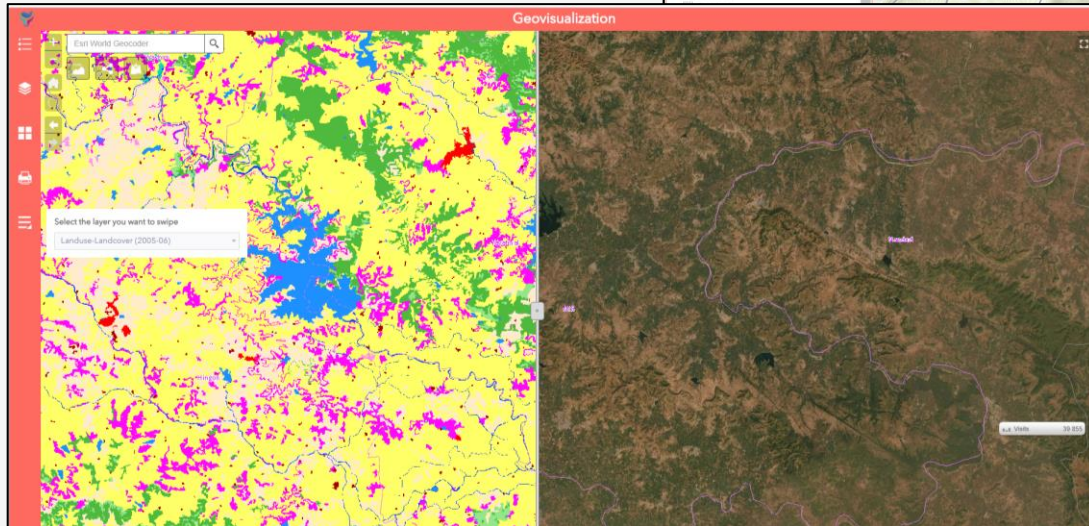 Geovisualization
Esri World Geocoder
Select the layer you want to swipe
Landuse-Landcover (2005-06)
Visits 39 855